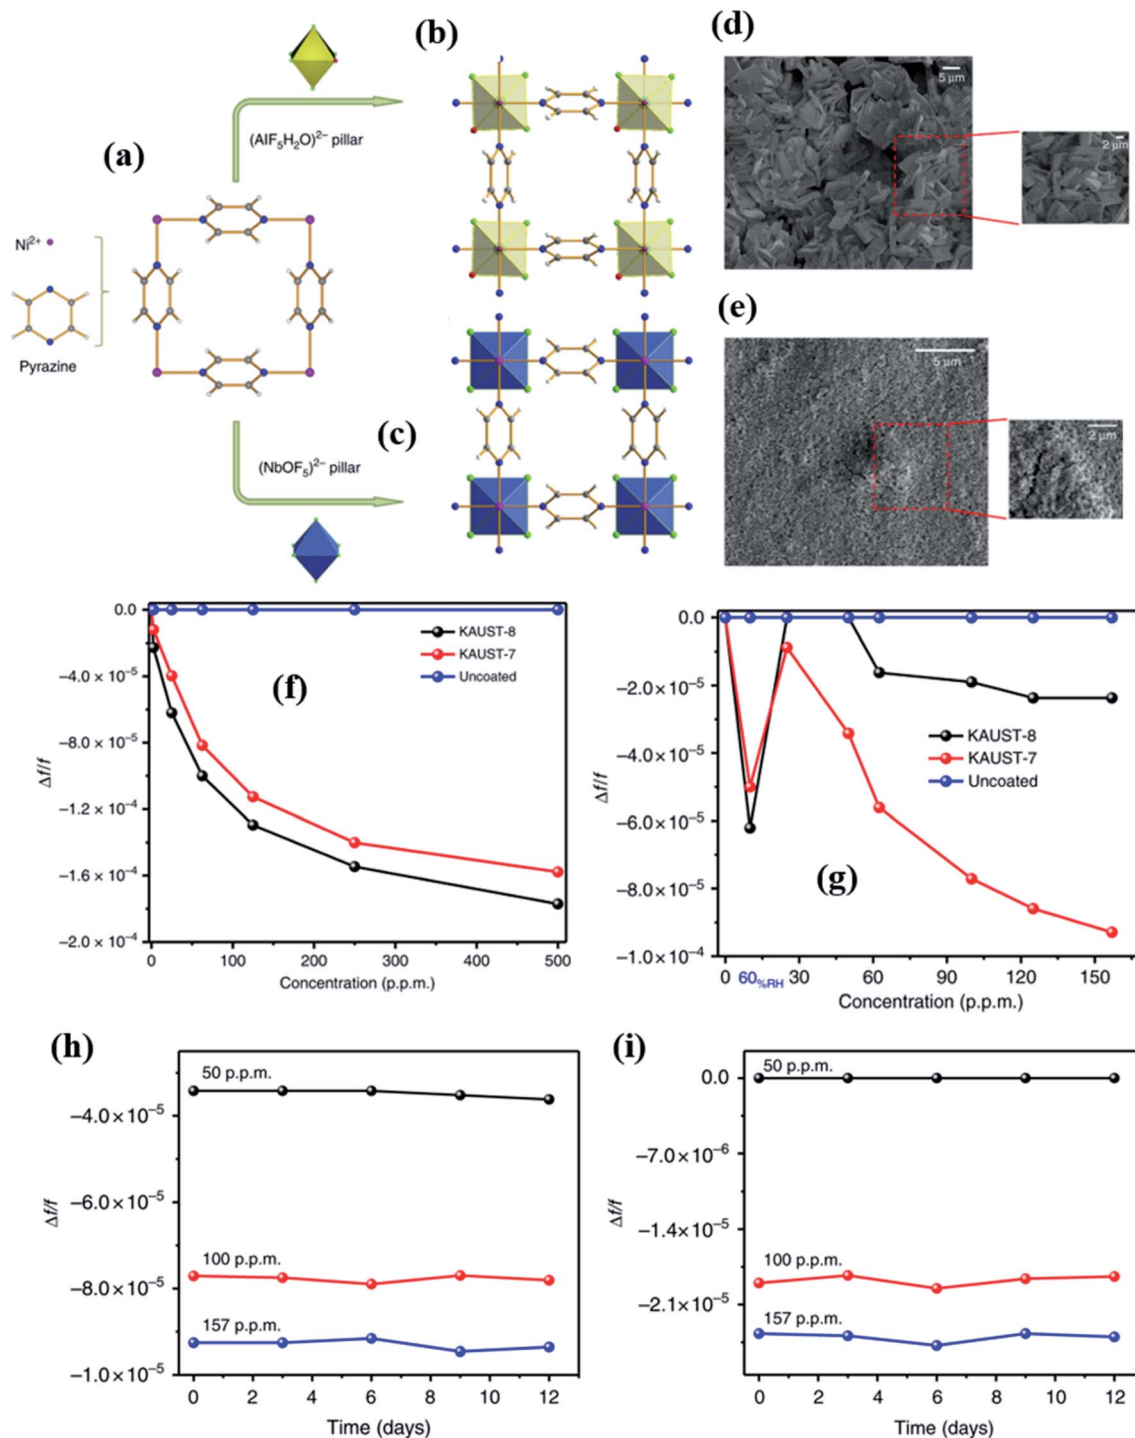 (a)
Ni2+
Pyrazine
(AlF5H2O)2− pillar
(NbOF5)2− pillar
(b)
(c)
(d)
5 μm
2 μm
(e)
5 μm
2 μm
(f)
0.0
−4.0 × 10−5
−8.0 × 10−5
−1.2 × 10−4
−1.6 × 10−4
−2.0 × 10−4
Δf/f
KAUST-8
KAUST-7
Uncoated
0 100 200 300 400 500
Concentration (p.p.m.)
(g)
0.0
−2.0 × 10−5
−4.0 × 10−5
−6.0 × 10−5
−8.0 × 10−5
−1.0 × 10−4
Δf/f
KAUST-8
KAUST-7
Uncoated
0 60%RH 30 60 90 120 150
Concentration (p.p.m.)
(h)
50 p.p.m.
−4.0×10−5
−6.0×10−5
100 p.p.m.
−8.0×10−5
157 p.p.m.
−1.0×10−5
Δf/f
0 2 4 6 8 10 12
Time (days)
(i)
50 p.p.m.
0.0
−7.0×10−6
−1.4×10−5
100 p.p.m.
−2.1×10−5
157 p.p.m.
Δf/f
0 2 4 6 8 10 12
Time (days)